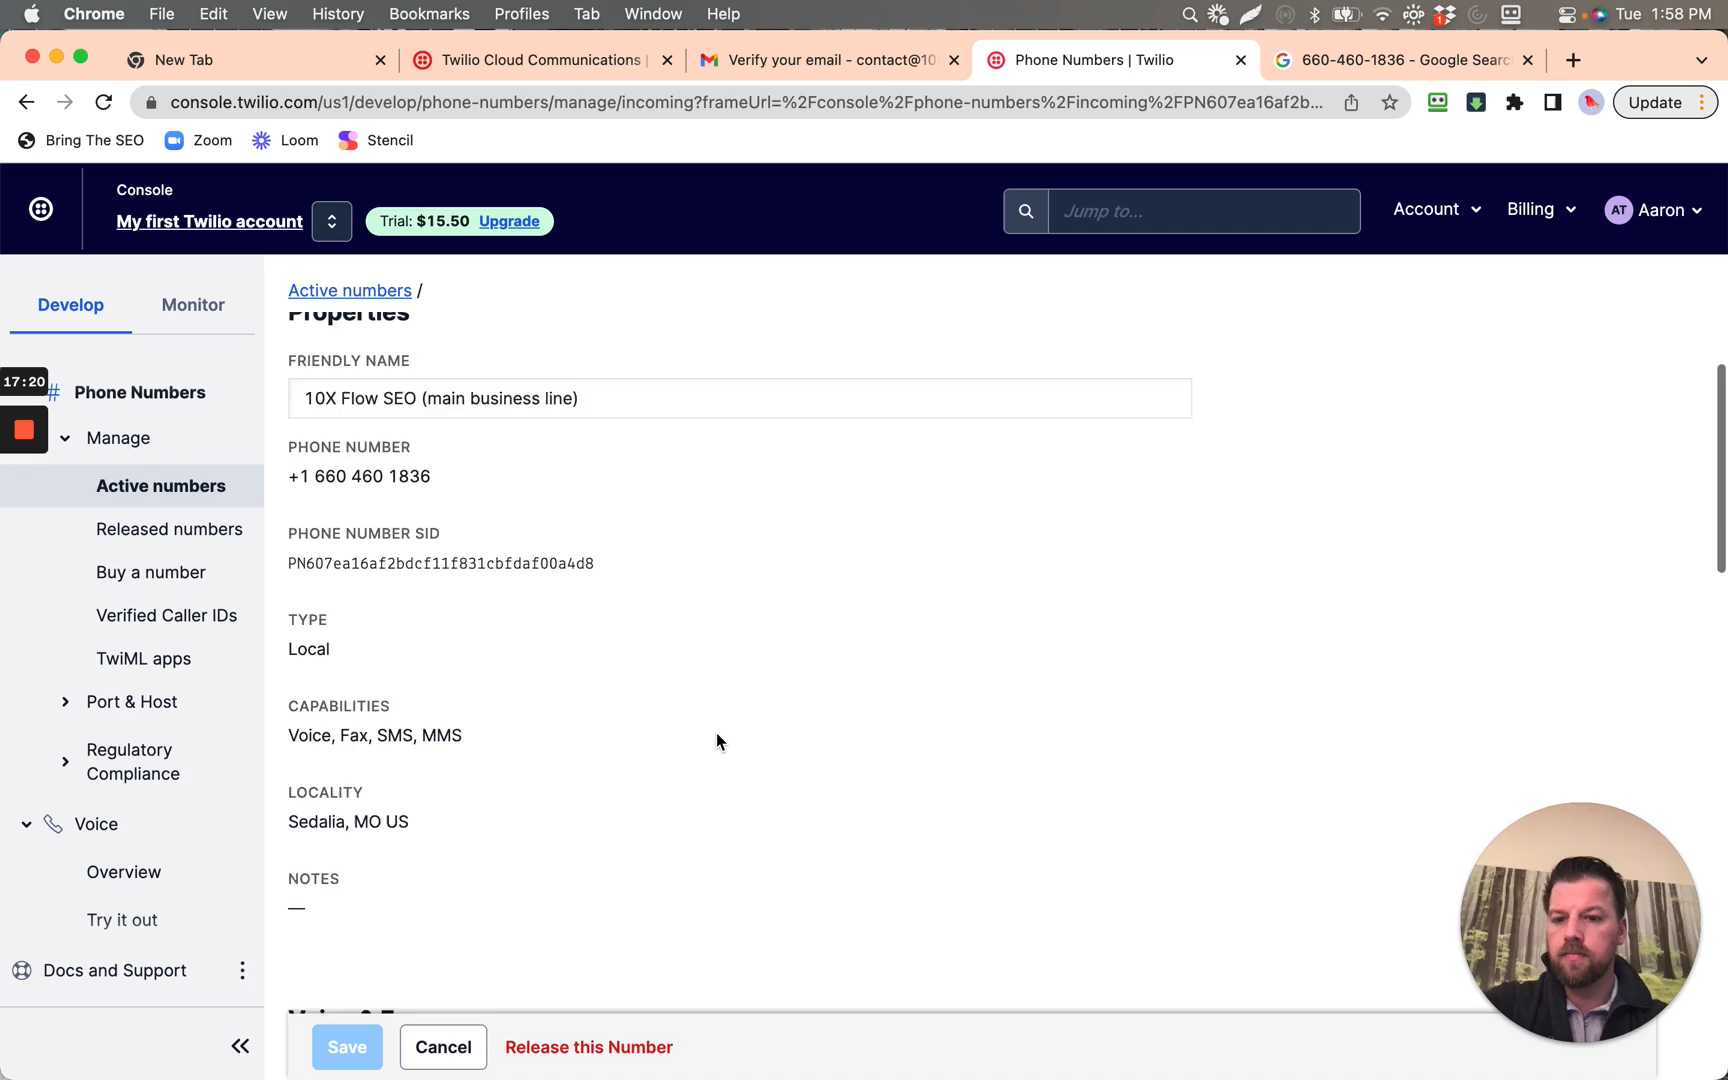 Chrome File Edit View History Bookmarks Profiles Tab Window Help Tue 1:58 PM
New Tab
Twilio Cloud Communications |
Verify your email - contact@10
Phone Numbers | Twilio
660-460-1836 - Google Searc
console.twilio.com/us1/develop/phone-numbers/manage/incoming?frameUrl=%2Fconsole%2Fphone-numbers%2Fincoming%2FPN607ea16af2b...
Update
Bring The SEO
Zoom
Loom
Stencil
Console
My first Twilio account
Trial: $15.50 Upgrade
Jump to...
Account
Billing
AT
Aaron
Develop
Monitor
17:20
# Phone Numbers
Manage
Active numbers
Released numbers
Buy a number
Verified Caller IDs
TwiML apps
Port & Host
Regulatory
Compliance
Voice
Overview
Try it out
Docs and Support
Active numbers /
Properties
FRIENDLY NAME
10X Flow SEO (main business line)
PHONE NUMBER
+1 660 460 1836
PHONE NUMBER SID
PN607ea16af2bdcf11f831cbfdaf00a4d8
TYPE
Local
CAPABILITIES
Voice, Fax, SMS, MMS
LOCALITY
Sedalia, MO US
NOTES
—
Save
Cancel
Release this Number